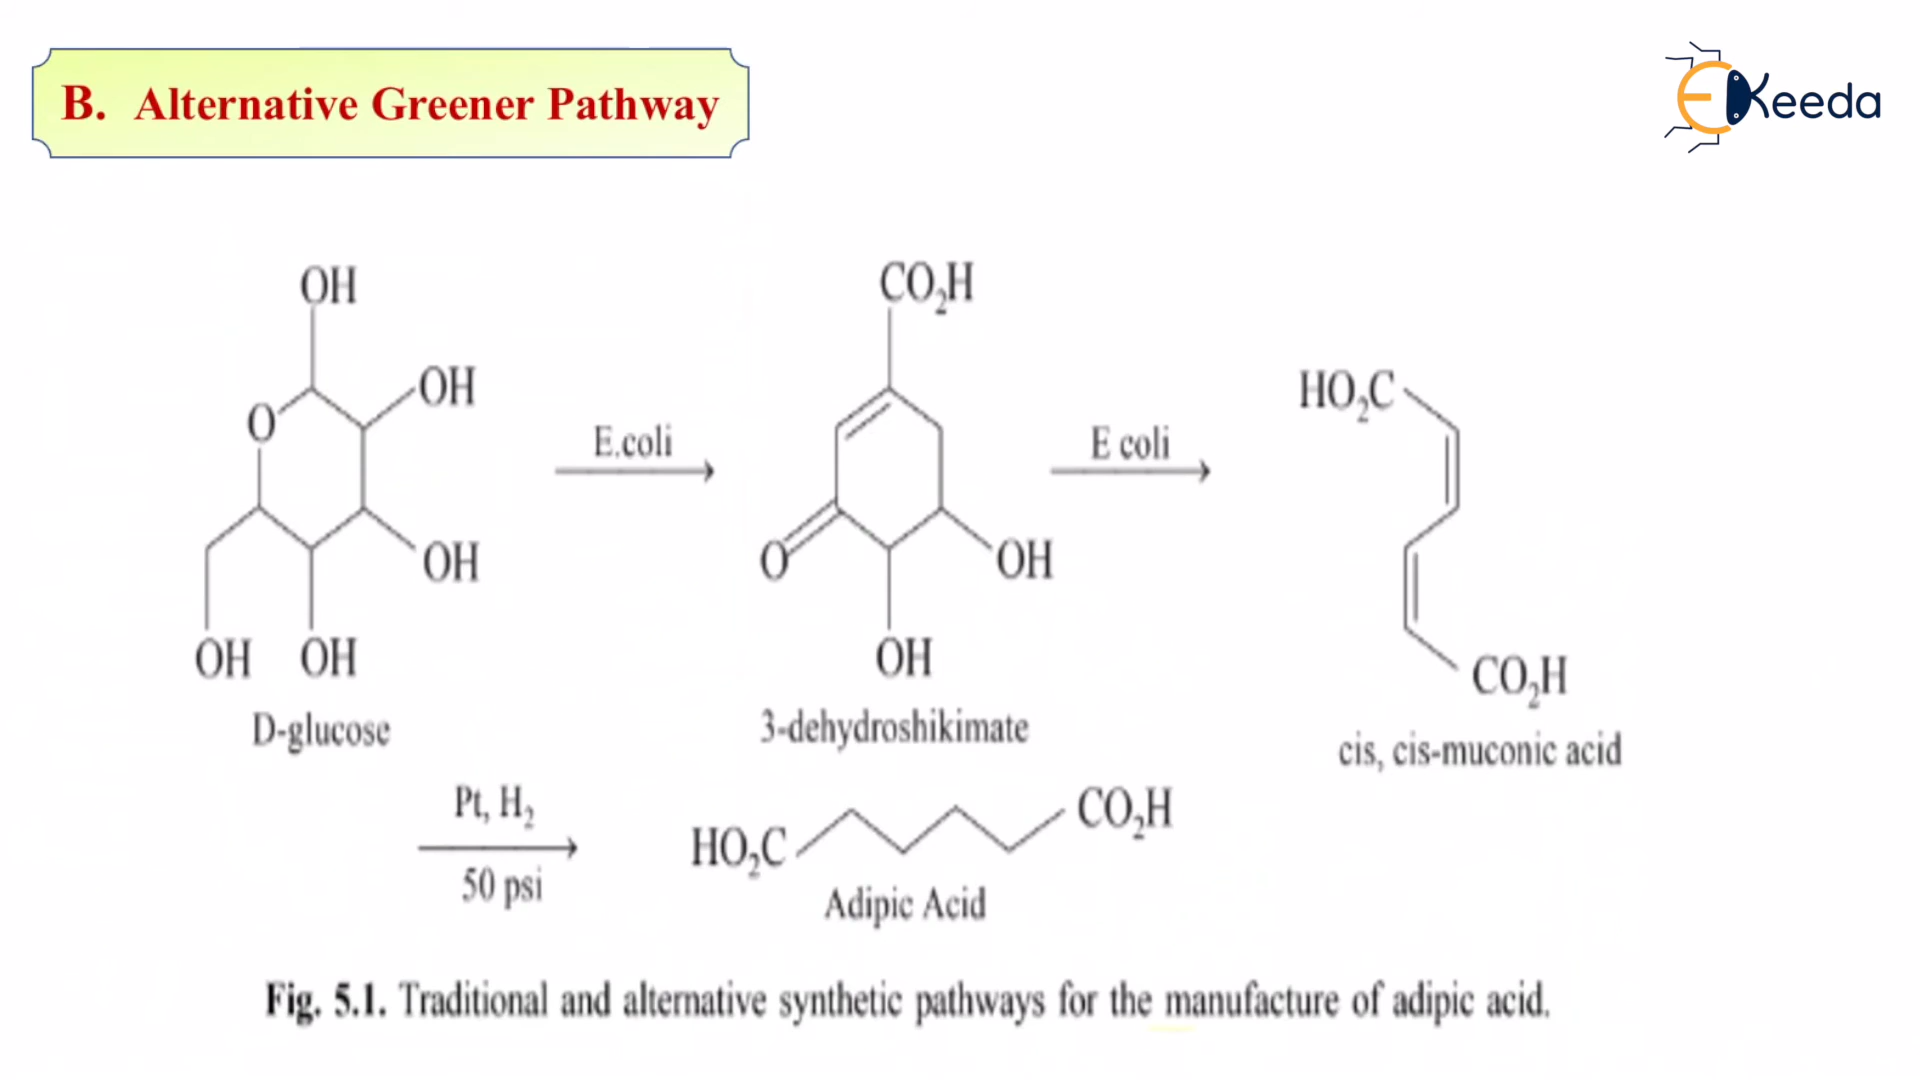 B. Alternative Greener Pathway
EKeeda
OH
OH
O
OH
OH OH
D-glucose
E.coli
CO₂H
O
OH
OH
3-dehydroshikimate
E coli
HO₂C
CO₂H
cis, cis-muconic acid
Pt, H₂
50 psi
HO₂C
CO₂H
Adipic Acid
Fig. 5.1. Traditional and alternative synthetic pathways for the manufacture of adipic acid.